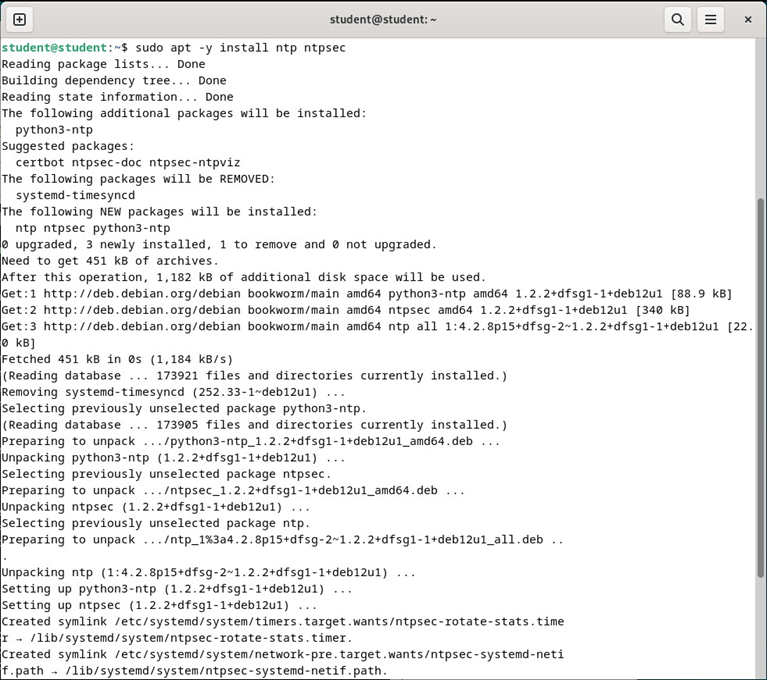 student@student: ~
student@student:~$ sudo apt -y install ntp ntpsec
Reading package lists... Done
Building dependency tree... Done
Reading state information... Done
The following additional packages will be installed:
  python3-ntp
Suggested packages:
  certbot ntpsec-doc ntpsec-ntpviz
The following packages will be REMOVED:
  systemd-timesyncd
The following NEW packages will be installed:
  ntp ntpsec python3-ntp
0 upgraded, 3 newly installed, 1 to remove and 0 not upgraded.
Need to get 451 kB of archives.
After this operation, 1,182 kB of additional disk space will be used.
Get:1 http://deb.debian.org/debian bookworm/main amd64 python3-ntp amd64 1.2.2+dfsg1-1+deb12u1 [88.9 kB]
Get:2 http://deb.debian.org/debian bookworm/main amd64 ntpsec amd64 1.2.2+dfsg1-1+deb12u1 [340 kB]
Get:3 http://deb.debian.org/debian bookworm/main amd64 ntp all 1:4.2.8p15+dfsg-2~1.2.2+dfsg1-1+deb12u1 [22.
0 kB]
Fetched 451 kB in 0s (1,184 kB/s)
(Reading database ... 173921 files and directories currently installed.)
Removing systemd-timesyncd (252.33-1~deb12u1) ...
Selecting previously unselected package python3-ntp.
(Reading database ... 173905 files and directories currently installed.)
Preparing to unpack .../python3-ntp_1.2.2+dfsg1-1+deb12u1_amd64.deb ...
Unpacking python3-ntp (1.2.2+dfsg1-1+deb12u1) ...
Selecting previously unselected package ntpsec.
Preparing to unpack .../ntpsec_1.2.2+dfsg1-1+deb12u1_amd64.deb ...
Unpacking ntpsec (1.2.2+dfsg1-1+deb12u1) ...
Selecting previously unselected package ntp.
Preparing to unpack .../ntp_1%3a4.2.8p15+dfsg-2~1.2.2+dfsg1-1+deb12u1_all.deb ..
.
Unpacking ntp (1:4.2.8p15+dfsg-2~1.2.2+dfsg1-1+deb12u1) ...
Setting up python3-ntp (1.2.2+dfsg1-1+deb12u1) ...
Setting up ntpsec (1.2.2+dfsg1-1+deb12u1) ...
Created symlink /etc/systemd/system/timers.target.wants/ntpsec-rotate-stats.time
r → /lib/systemd/system/ntpsec-rotate-stats.timer.
Created symlink /etc/systemd/system/network-pre.target.wants/ntpsec-systemd-neti
f.path → /lib/systemd/system/ntpsec-systemd-netif.path.